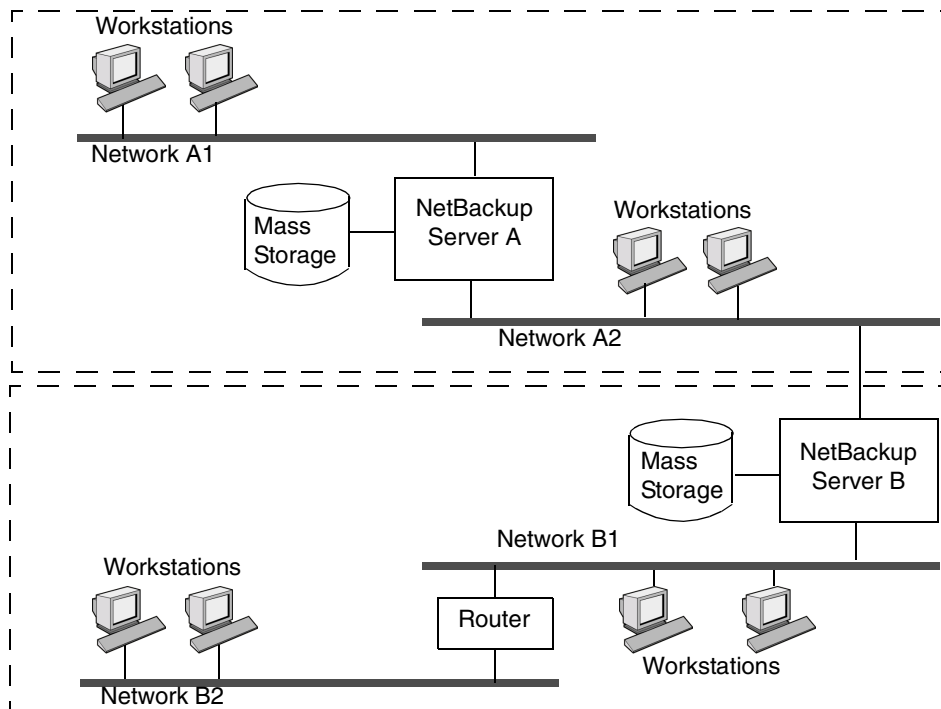 Workstations
Network A1
NetBackup
Server A
Mass
Storage
Workstations
Network A2
NetBackup
Server B
Mass
Storage
Network B1
Workstations
Router
Workstations
Network B2